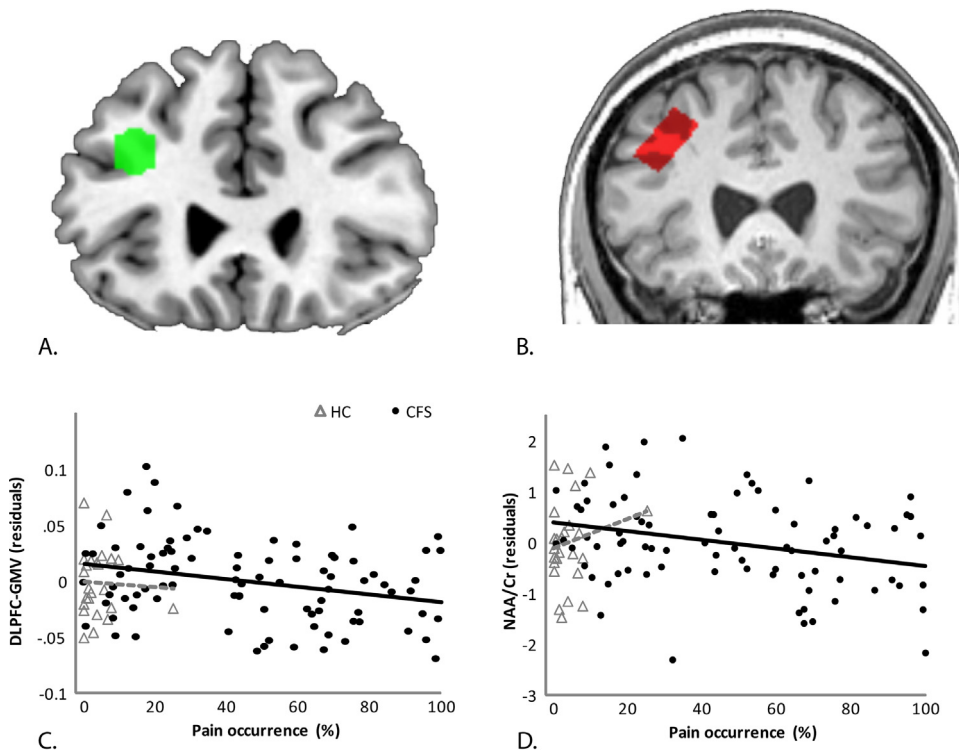 A.
B.
HC
CFS
0.1
.05
0
-.05
-0.1
DLPFC-GMV (residuals)
0 20 40 60 80 100
Pain occurrence (%)
C.
2
1
0
-1
-2
-3
NAA/Cr (residuals)
0 20 40 60 80 100
Pain occurrence (%)
D.